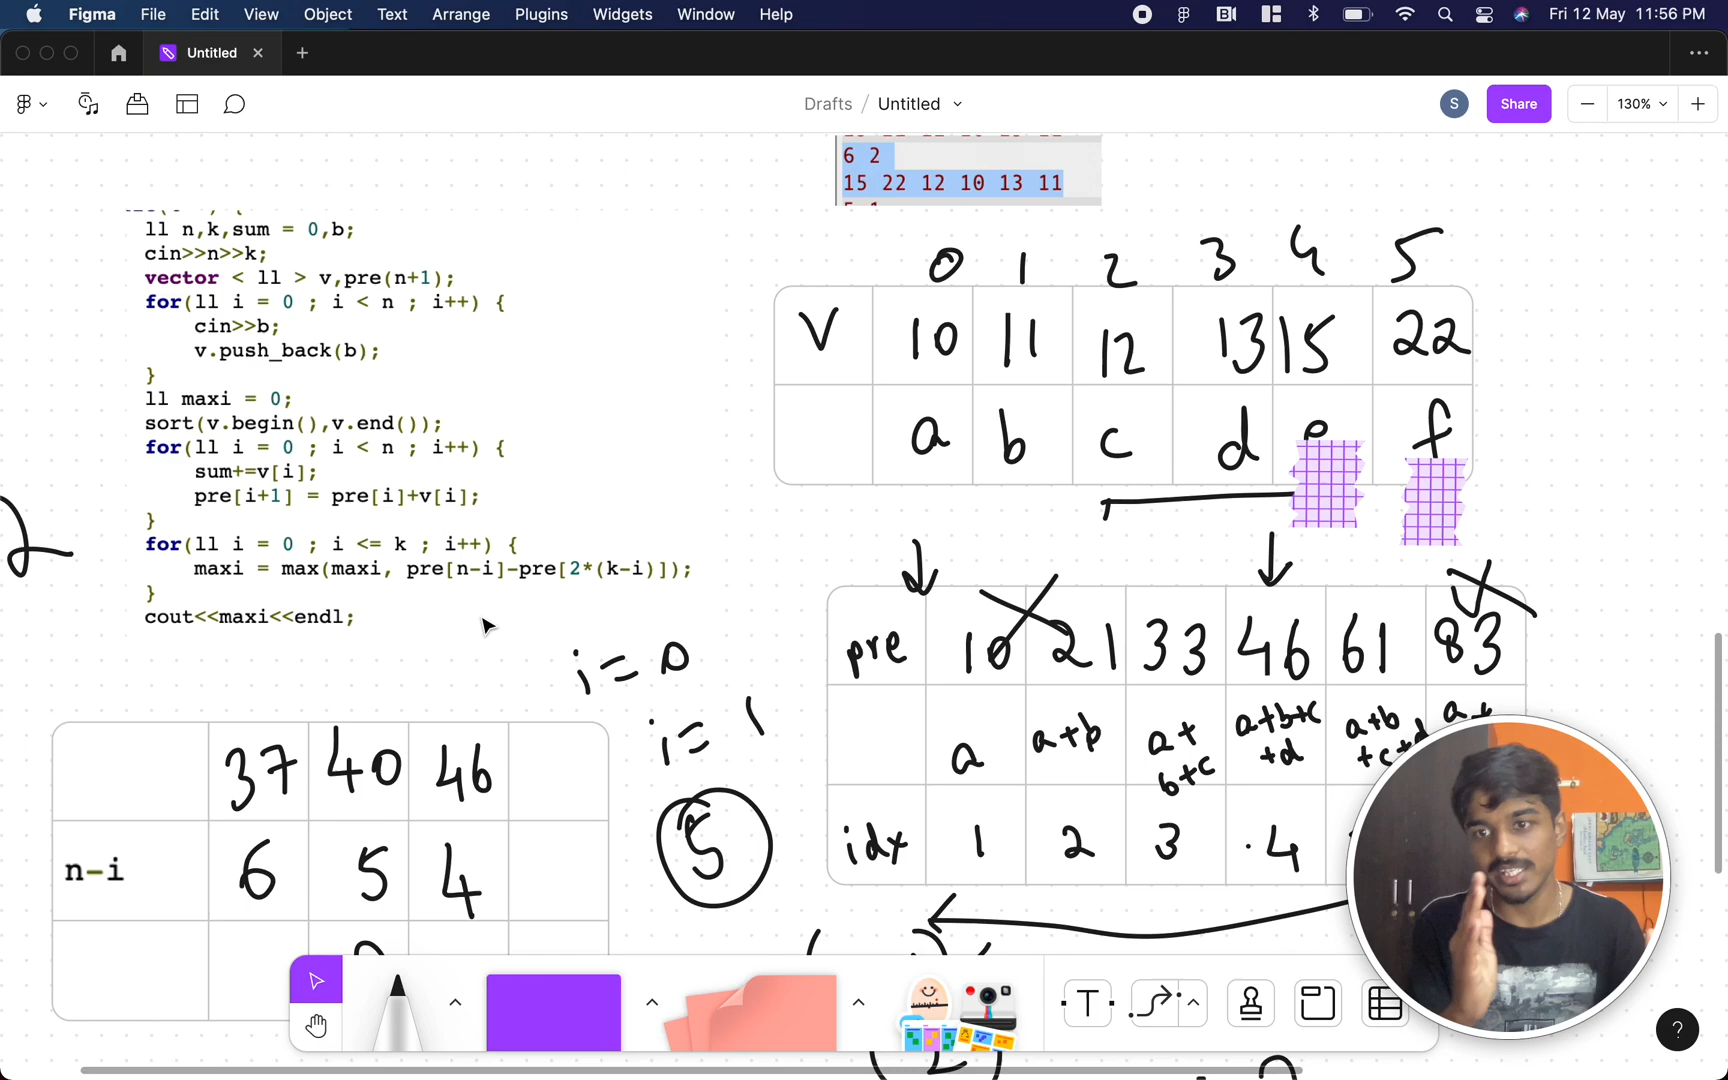 Figma File Edit View Object Text Arrange Plugins Widgets Window Help Fri 12 May 11:56 PM
Untitled
Drafts / Untitled S Share 130%
6 2
15 22 12 10 13 11
ll n,k,sum = 0,b;
cin>>n>>k;
vector < ll > v,pre(n+1);
for(ll i = 0 ; i < n ; i++) {
cin>>b;
v.push_back(b);
}
ll maxi = 0;
sort(v.begin(),v.end());
for(ll i = 0 ; i < n ; i++) {
sum+=v[i];
pre[i+1] = pre[i]+v[i];
}
for(ll i = 0 ; i <= k ; i++) {
maxi = max(maxi, pre[n-i]-pre[2*(k-i)]);
}
cout<<maxi<<endl;
0 1 2 3 4 5
V 10 11 12 13 15 22
a b c d e f
pre 10 21 33 46 61 83
a a+b a+b+c a+b+c+d a+b+c+d a+
idx 1 2 3 4
i = 0
i = 1
5
37 40 46
n-i 6 5 4
T
?